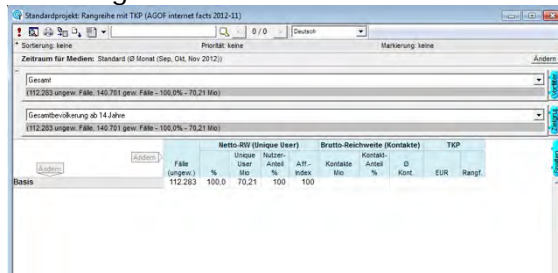 Standardprojekt: Rangreihe mit TKP (AGOF internet facts 2012-11)
0/0 Deutsch
* Sortierung: keine Priorität: keine Markierung: keine
Zeitraum für Medien: Standard (Ø Monat (Sep, Okt, Nov 2012)) Ändern
Gesamt
(112.283 ungew. Fälle, 140.701 gew. Fälle - 100,0% - 70,21 Mio)
Gesamtbevölkerung ab 14 Jahre
(112.283 ungew. Fälle, 140.701 gew. Fälle - 100,0% - 70,21 Mio)
Netto-RW (Unique User) Brutto-Reichweite (Kontakte) TKP
Ändern Ändern
Fälle (ungew.) % Unique User Mio Nutzer-Anteil % Aff.-Index Kontakte Mio Kontakt-Anteil % Ø Kont. EUR Rangf.
Basis 112.283 100,0 70,21 100 100